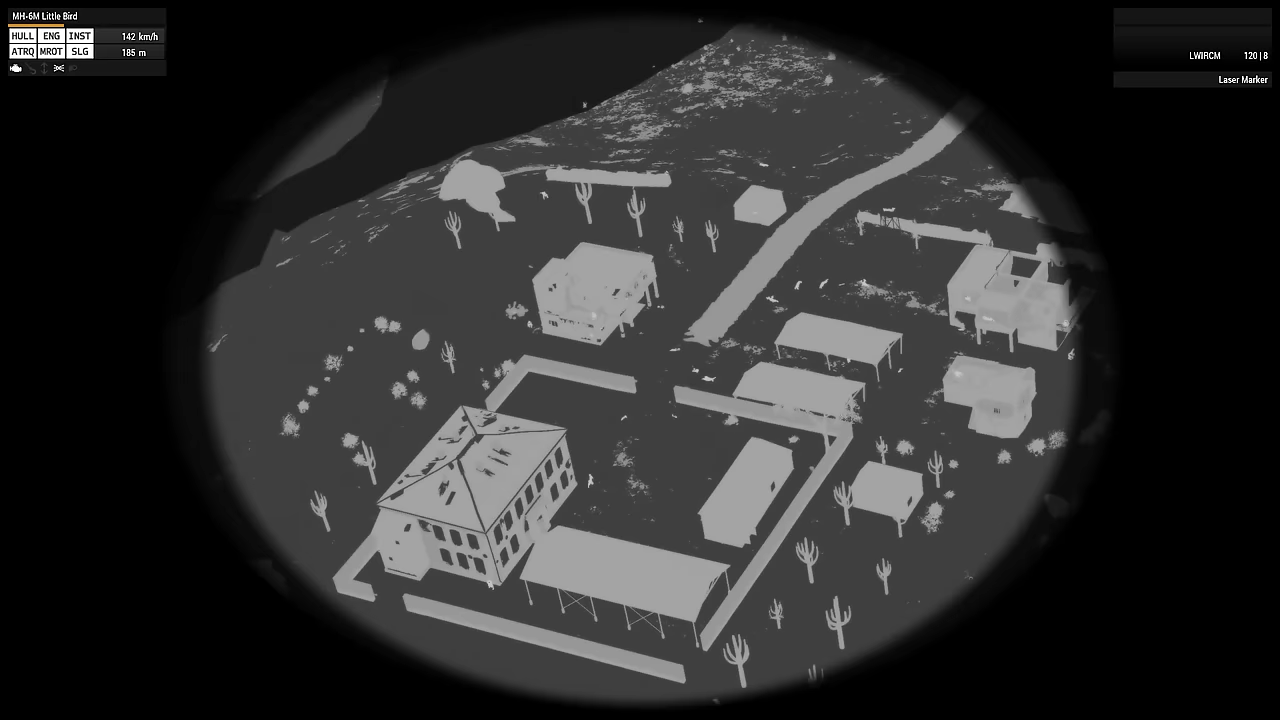 MH-6M Little Bird
HULL ENG INST 142 km/h
ATRQ MROT SLG 185 m
LWIRCM 120 | 8
Laser Marker